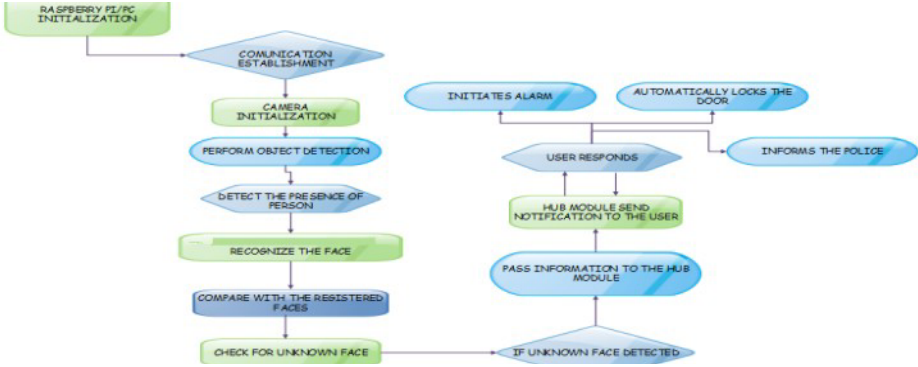 RASPBERRY PI/PC
INITIALIZATION
COMUNICATION
ESTABLISHMENT
CAMERA
INITIALIZATION
PERFORM OBJECT DETECTION
DETECT THE PRESENCE OF
PERSON
RECOGNIZE THE FACE
COMPARE WITH THE REGISTERED
FACES
CHECK FOR UNKNOWN FACE
IF UNKNOWN FACE DETECTED
PASS INFORMATION TO THE HUB
MODULE
HUB MODULE SEND
NOTIFICATION TO THE USER
USER RESPONDS
INITIATES ALARM
AUTOMATICALLY LOCKS THE
DOOR
INFORMS THE POLICE